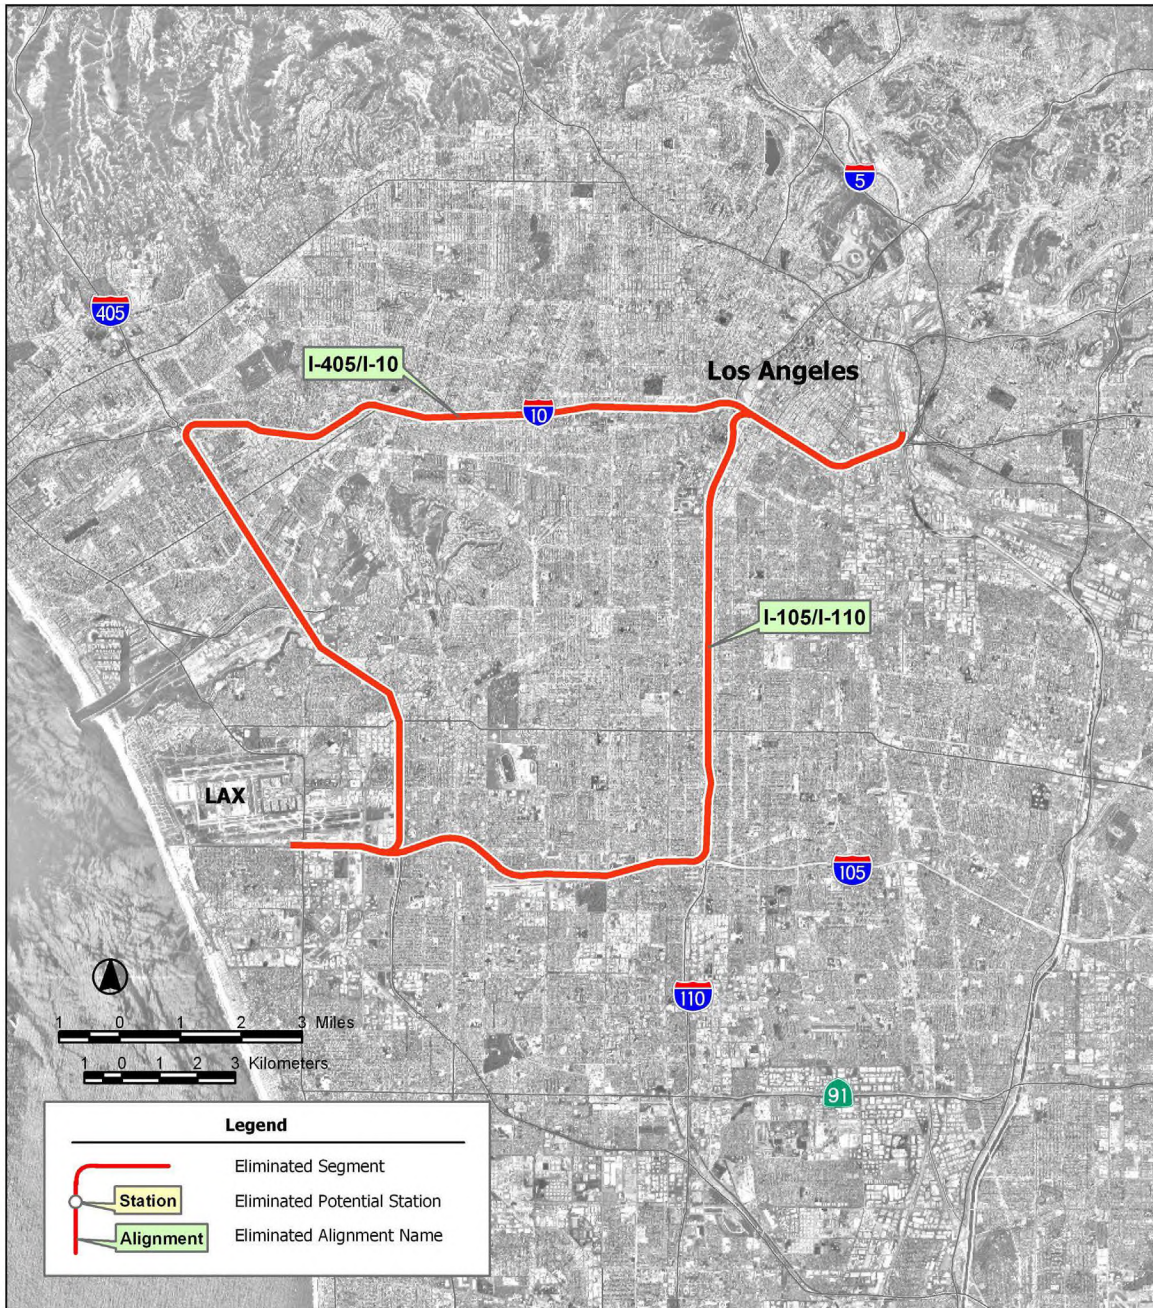 5
405
I-405/I-10
Los Angeles
10
I-105/I-110
LAX
105
110
1 0 1 2 3 Miles
1 0 1 2 3 Kilometers
91
Legend
Eliminated Segment
Station Eliminated Potential Station
Alignment Eliminated Alignment Name